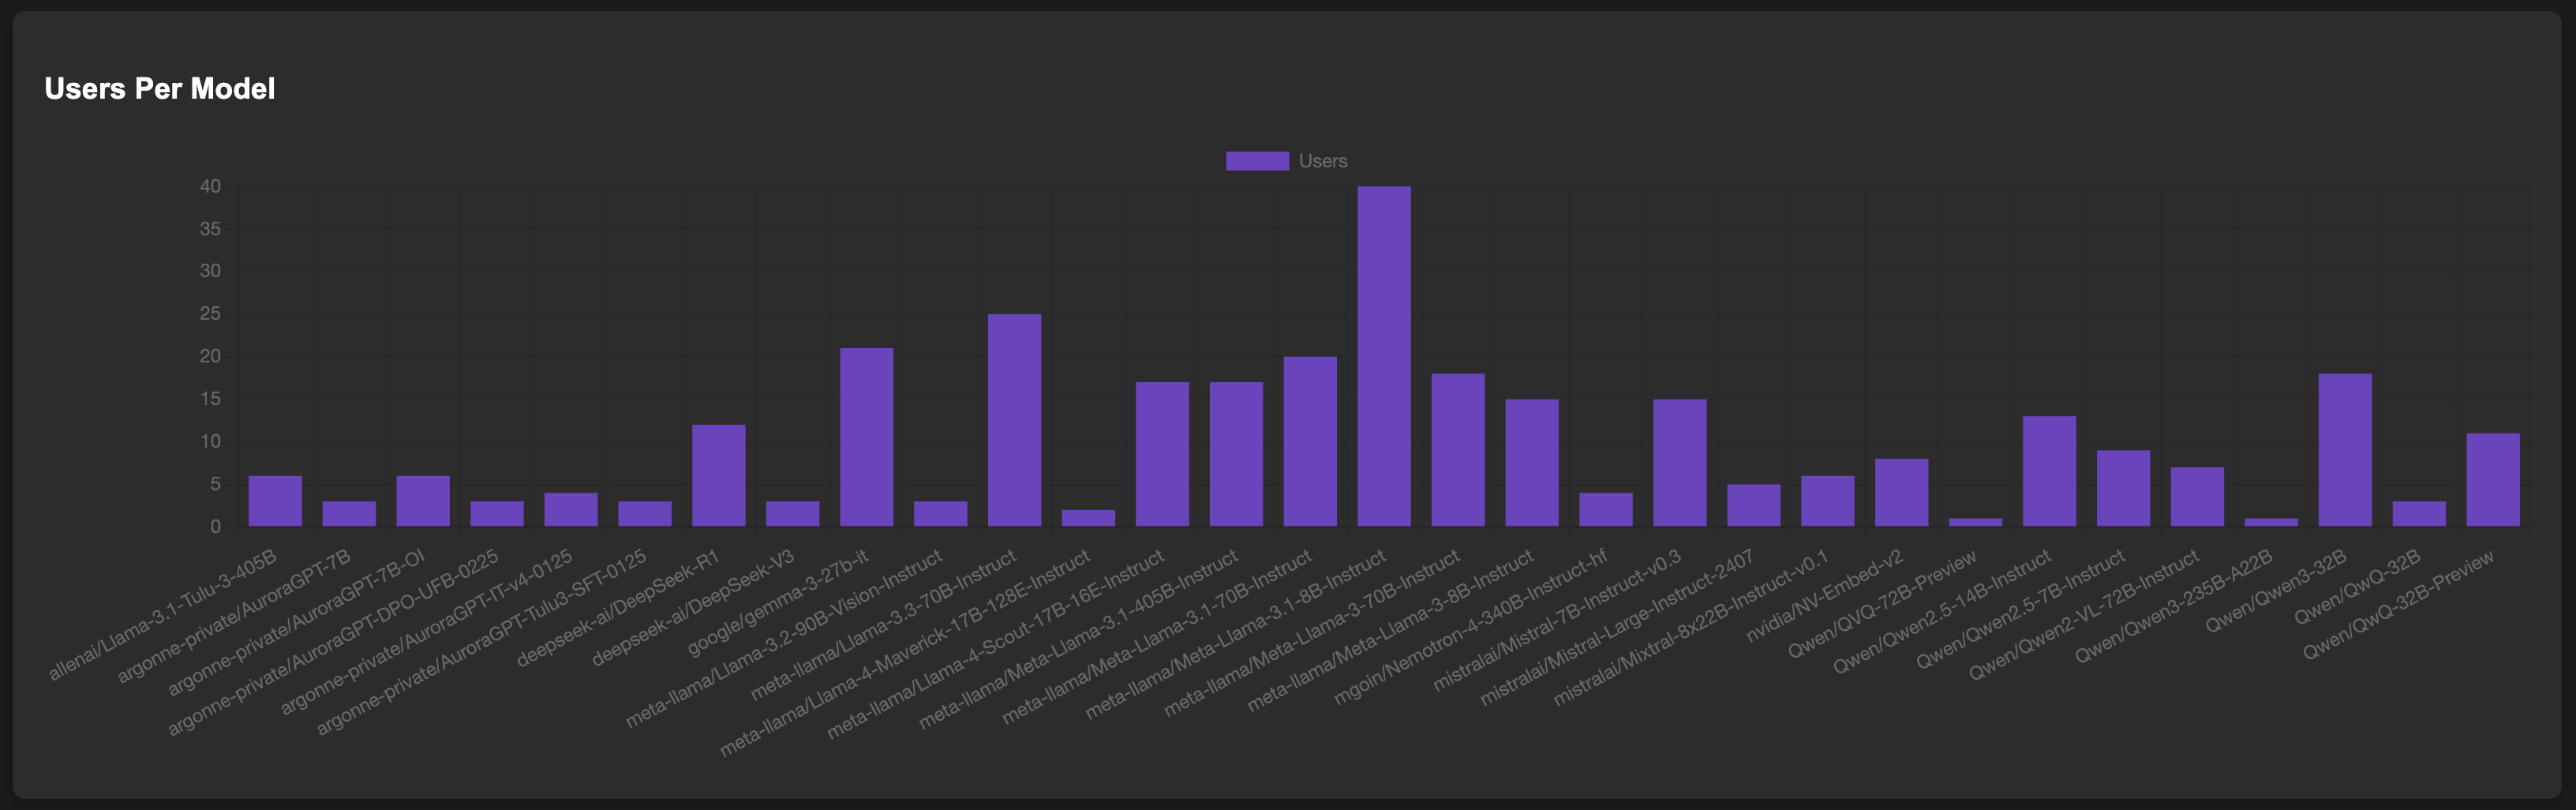 Users Per Model
Users
40
35
30
25
20
15
10
5
0
allenai/Llama-3.1-Tulu-3-405B
argonne-private/AuroraGPT-7B
argonne-private/AuroraGPT-7B-OI
argonne-private/AuroraGPT-DPO-UFB-0225
argonne-private/AuroraGPT-IT-v4-0125
argonne-private/AuroraGPT-Tulu3-SFT-0125
deepseek-ai/DeepSeek-R1
deepseek-ai/DeepSeek-V3
google/gemma-3-27b-it
meta-llama/Llama-3.2-90B-Vision-Instruct
meta-llama/Llama-3.3-70B-Instruct
meta-llama/Llama-4-Maverick-17B-128E-Instruct
meta-llama/Llama-4-Scout-17B-16E-Instruct
meta-llama/Meta-Llama-3.1-405B-Instruct
meta-llama/Meta-Llama-3.1-70B-Instruct
meta-llama/Meta-Llama-3.1-8B-Instruct
meta-llama/Meta-Llama-3-70B-Instruct
meta-llama/Meta-Llama-3-8B-Instruct
mgoin/Nemotron-4-340B-Instruct-hf
mistralai/Mistral-7B-Instruct-v0.3
mistralai/Mistral-Large-Instruct-2407
mistralai/Mixtral-8x22B-Instruct-v0.1
nvidia/NV-Embed-v2
Qwen/QVQ-72B-Preview
Qwen/Qwen2.5-14B-Instruct
Qwen/Qwen2.5-7B-Instruct
Qwen/Qwen2-VL-72B-Instruct
Qwen/Qwen3-235B-A22B
Qwen/Qwen3-32B
Qwen/QwQ-32B
Qwen/QwQ-32B-Preview